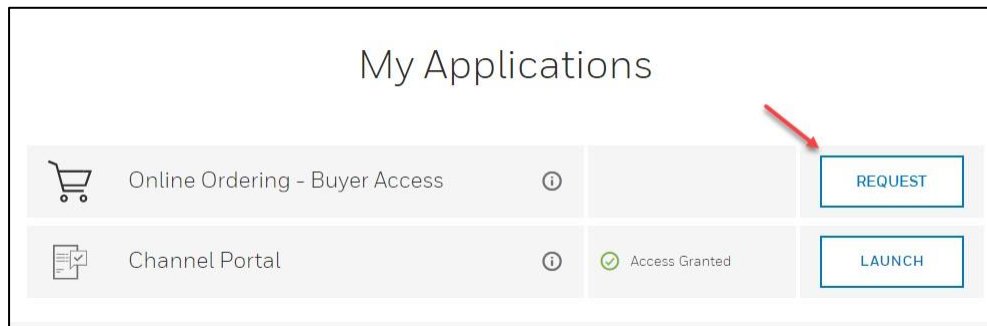 My Applications
Online Ordering - Buyer Access
REQUEST
Channel Portal
Access Granted
LAUNCH